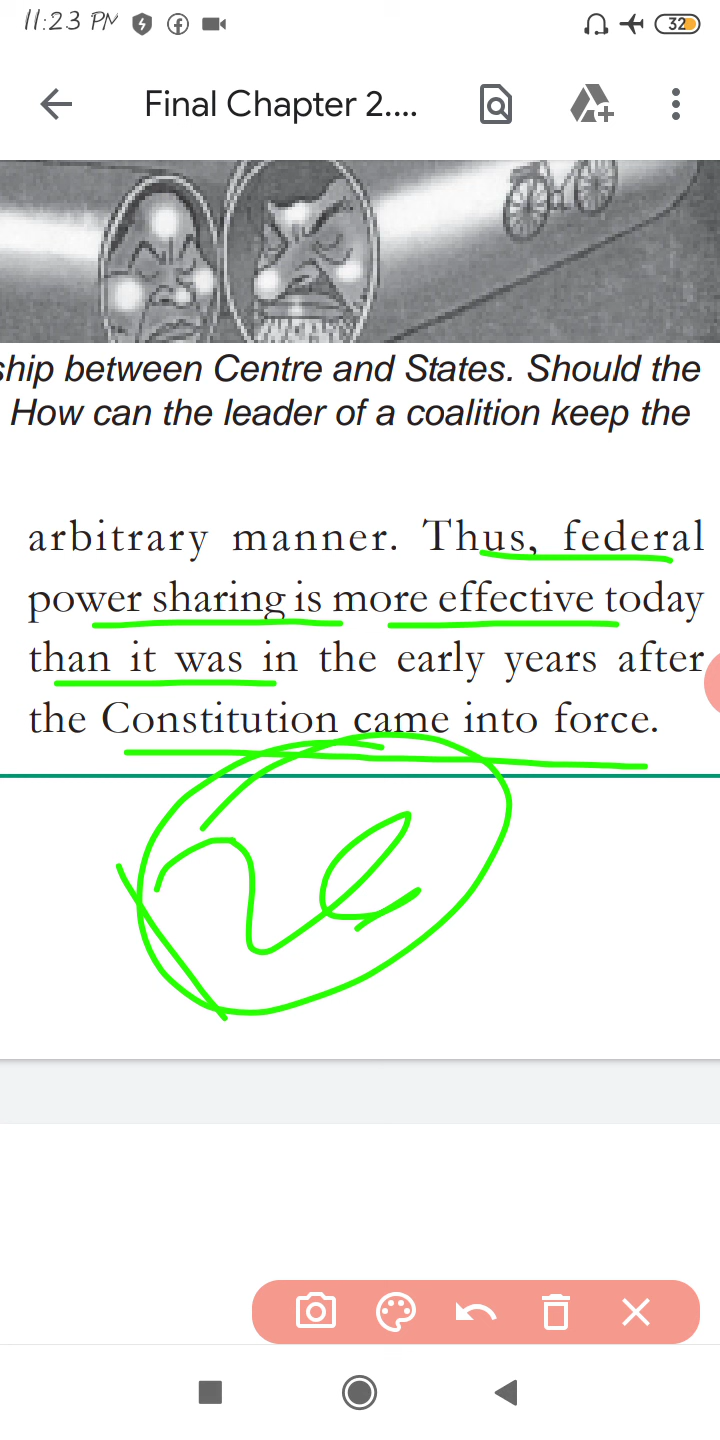 11:23 PM
32
Final Chapter 2....
ship between Centre and States. Should the
How can the leader of a coalition keep the
arbitrary manner. Thus, federal
power sharing is more effective today
than it was in the early years after
the Constitution came into force.